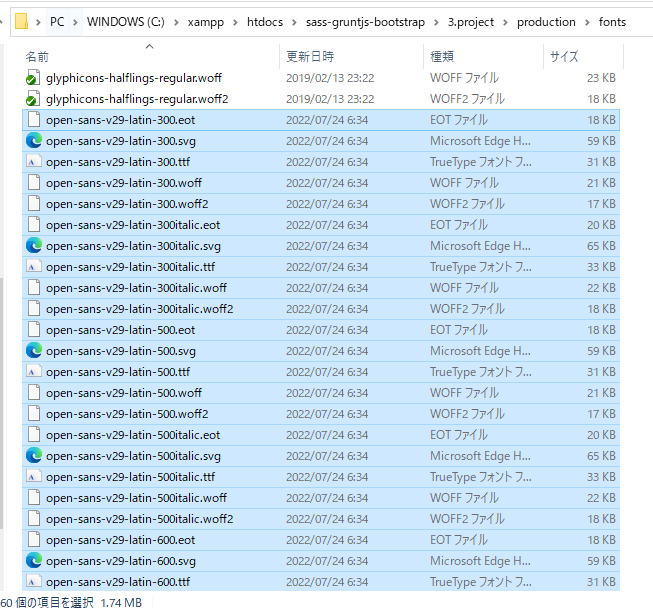 PC > WINDOWS (C:) > xampp > htdocs > sass-gruntjs-bootstrap > 3.project > production > fonts
名前 更新日時 種類 サイズ
glyphicons-halflings-regular.woff 2019/02/13 23:22 WOFF ファイル 23 KB
glyphicons-halflings-regular.woff2 2019/02/13 23:22 WOFF2 ファイル 18 KB
open-sans-v29-latin-300.eot 2022/07/24 6:34 EOT ファイル 18 KB
open-sans-v29-latin-300.svg 2022/07/24 6:34 Microsoft Edge H... 59 KB
open-sans-v29-latin-300.ttf 2022/07/24 6:34 TrueType フォント フ... 31 KB
open-sans-v29-latin-300.woff 2022/07/24 6:34 WOFF ファイル 21 KB
open-sans-v29-latin-300.woff2 2022/07/24 6:34 WOFF2 ファイル 17 KB
open-sans-v29-latin-300italic.eot 2022/07/24 6:34 EOT ファイル 20 KB
open-sans-v29-latin-300italic.svg 2022/07/24 6:34 Microsoft Edge H... 65 KB
open-sans-v29-latin-300italic.ttf 2022/07/24 6:34 TrueType フォント フ... 33 KB
open-sans-v29-latin-300italic.woff 2022/07/24 6:34 WOFF ファイル 22 KB
open-sans-v29-latin-300italic.woff2 2022/07/24 6:34 WOFF2 ファイル 18 KB
open-sans-v29-latin-500.eot 2022/07/24 6:34 EOT ファイル 18 KB
open-sans-v29-latin-500.svg 2022/07/24 6:34 Microsoft Edge H... 59 KB
open-sans-v29-latin-500.ttf 2022/07/24 6:34 TrueType フォント フ... 31 KB
open-sans-v29-latin-500.woff 2022/07/24 6:34 WOFF ファイル 21 KB
open-sans-v29-latin-500.woff2 2022/07/24 6:34 WOFF2 ファイル 17 KB
open-sans-v29-latin-500italic.eot 2022/07/24 6:34 EOT ファイル 20 KB
open-sans-v29-latin-500italic.svg 2022/07/24 6:34 Microsoft Edge H... 65 KB
open-sans-v29-latin-500italic.ttf 2022/07/24 6:34 TrueType フォント フ... 33 KB
open-sans-v29-latin-500italic.woff 2022/07/24 6:34 WOFF ファイル 22 KB
open-sans-v29-latin-500italic.woff2 2022/07/24 6:34 WOFF2 ファイル 18 KB
open-sans-v29-latin-600.eot 2022/07/24 6:34 EOT ファイル 18 KB
open-sans-v29-latin-600.svg 2022/07/24 6:34 Microsoft Edge H... 59 KB
open-sans-v29-latin-600.ttf 2022/07/24 6:34 TrueType フォント フ... 31 KB
60 個の項目を選択 1.74 MB